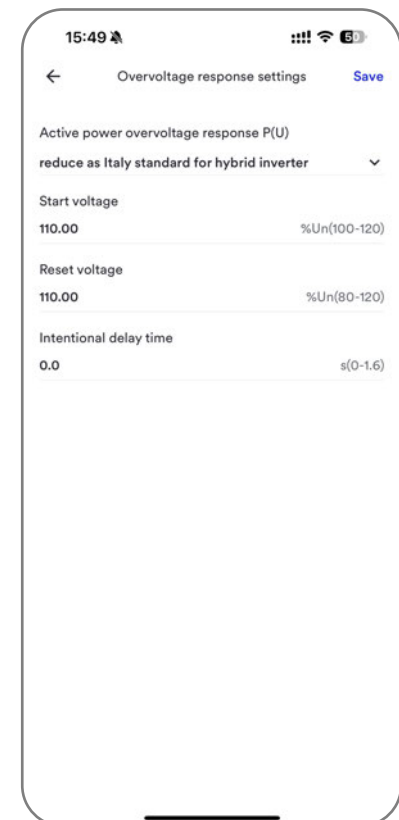 15:49
50
Overvoltage response settings Save
Active power overvoltage response P(U)
reduce as Italy standard for hybrid inverter
Start voltage
110.00 %Un(100-120)
Reset voltage
110.00 %Un(80-120)
Intentional delay time
0.0 s(0-1.6)